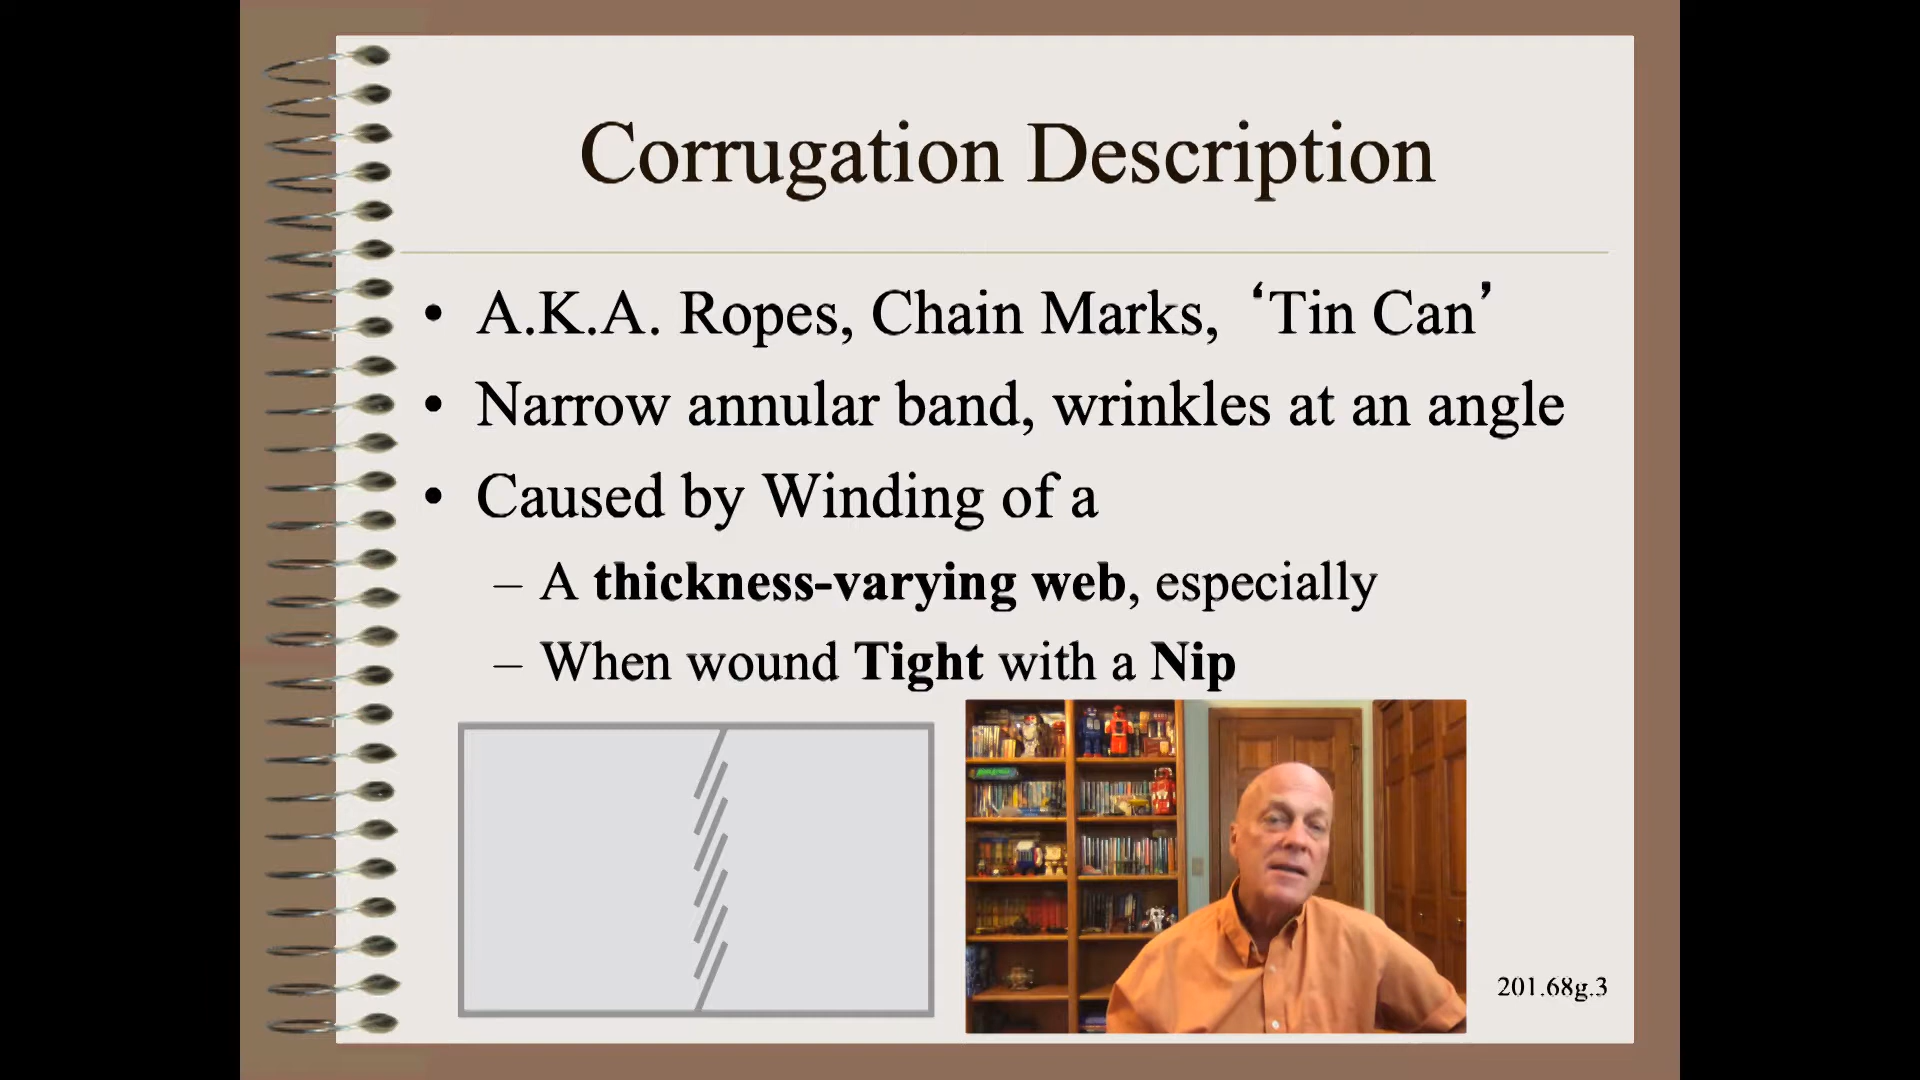 Corrugation Description
• A.K.A. Ropes, Chain Marks, ‘Tin Can’
• Narrow annular band, wrinkles at an angle
• Caused by Winding of a
– A thickness-varying web, especially
– When wound Tight with a Nip
201.68g.3